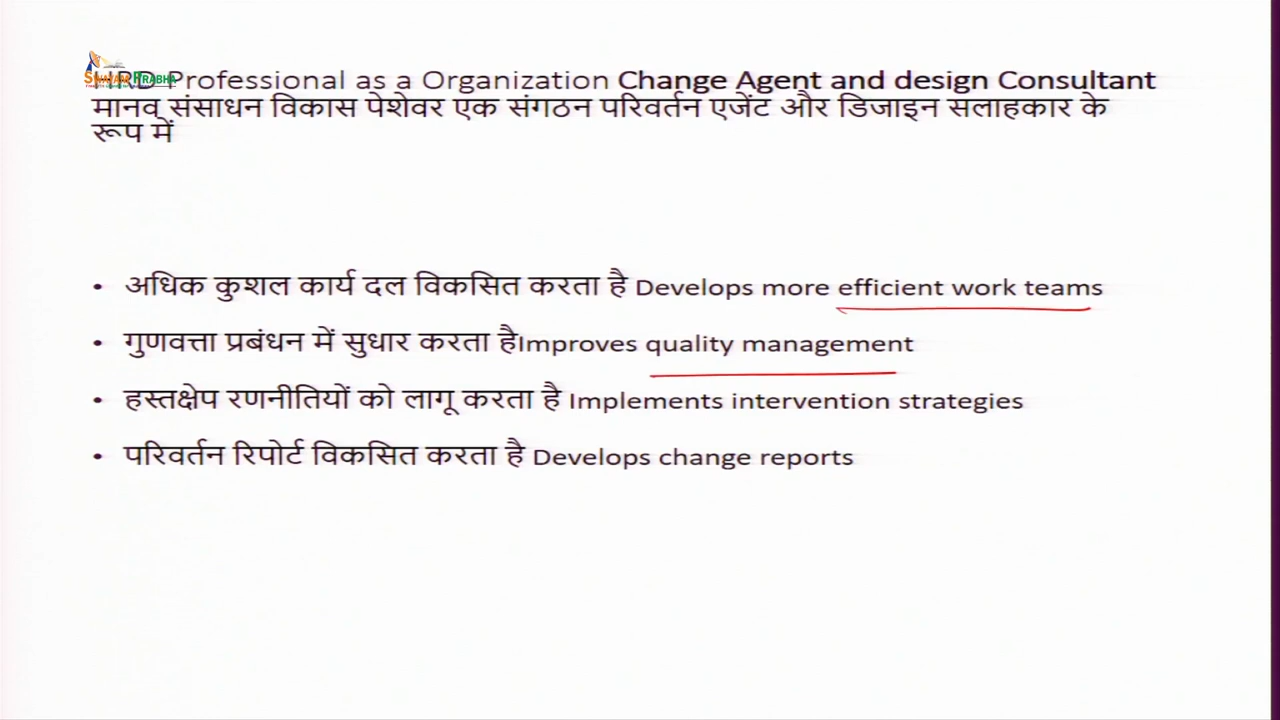 SWAYAM PRABHA
HRD Professional as a Organization Change Agent and design Consultant
मानव संसाधन विकास पेशेवर एक संगठन परिवर्तन एजेंट और डिजाइन सलाहकार के
रूप में
• अधिक कुशल कार्य दल विकसित करता है Develops more efficient work teams
• गुणवत्ता प्रबंधन में सुधार करता हैImproves quality management
• हस्तक्षेप रणनीतियों को लागू करता है Implements intervention strategies
• परिवर्तन रिपोर्ट विकसित करता है Develops change reports